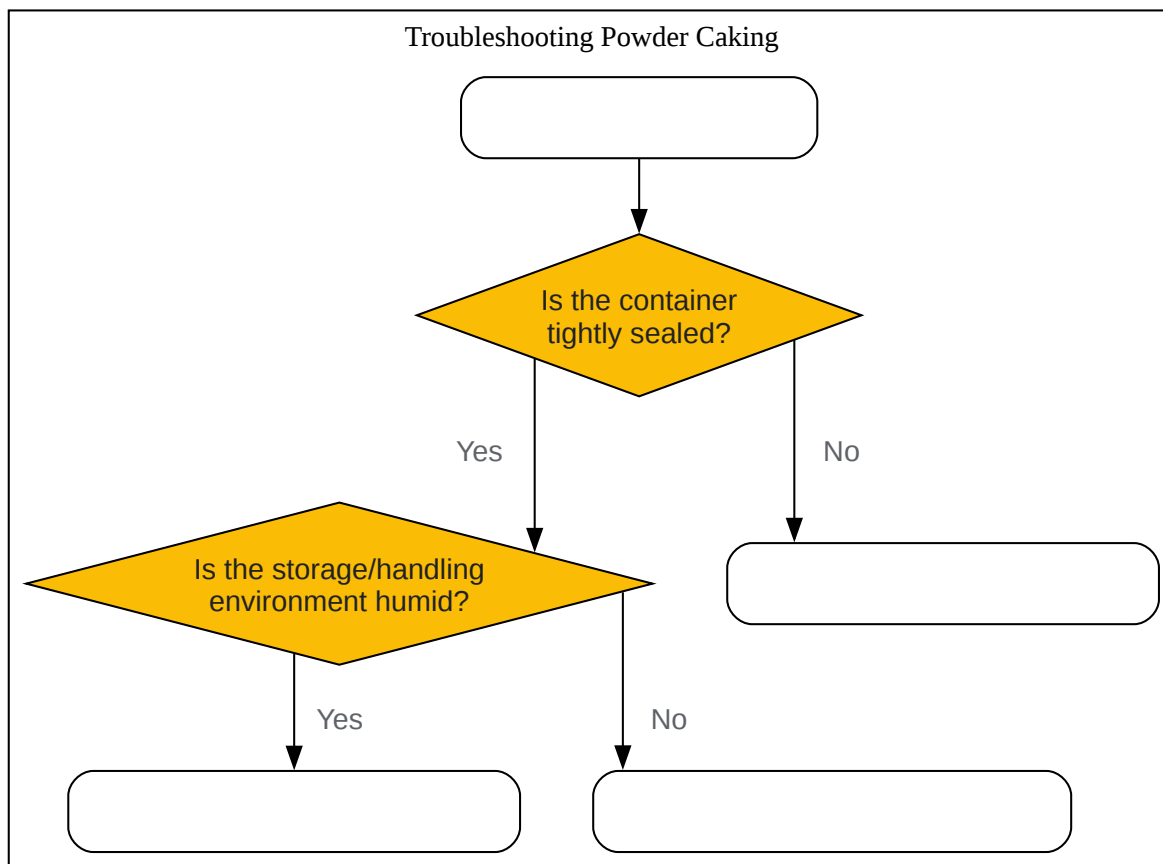 Troubleshooting Powder Caking
Is the container
tightly sealed?
Yes
No
Is the storage/handling
environment humid?
Yes
No